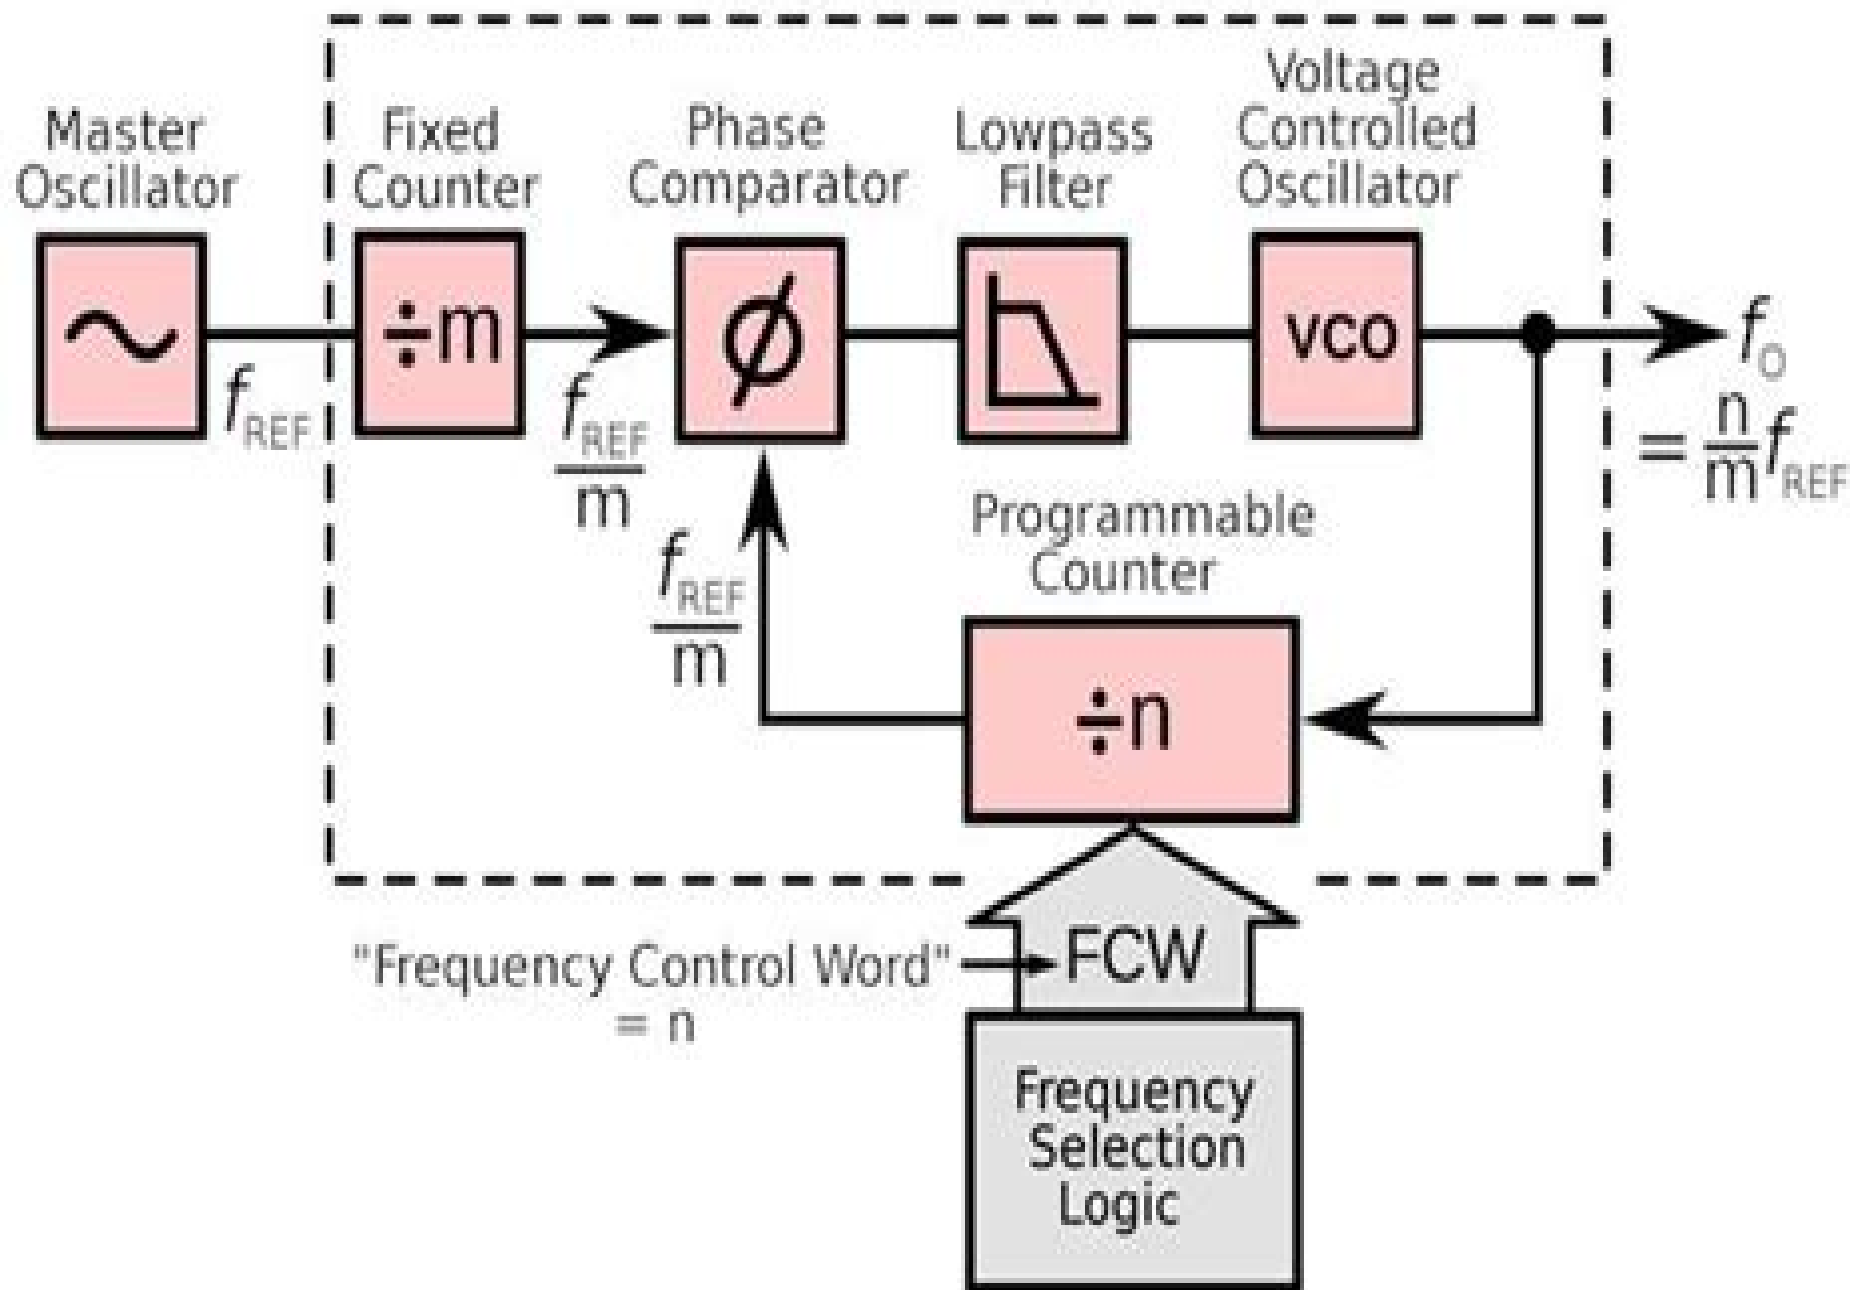 Master
Oscillator
Fixed
Counter
Phase
Comparator
Lowpass
Filter
Voltage
Controlled
Oscillator
÷m
ϕ
VCO
f_REF
f_REF
m
f_O
= n/m f_REF
f_REF
m
Programmable
Counter
÷n
"Frequency Control Word"
= n
FCW
Frequency
Selection
Logic